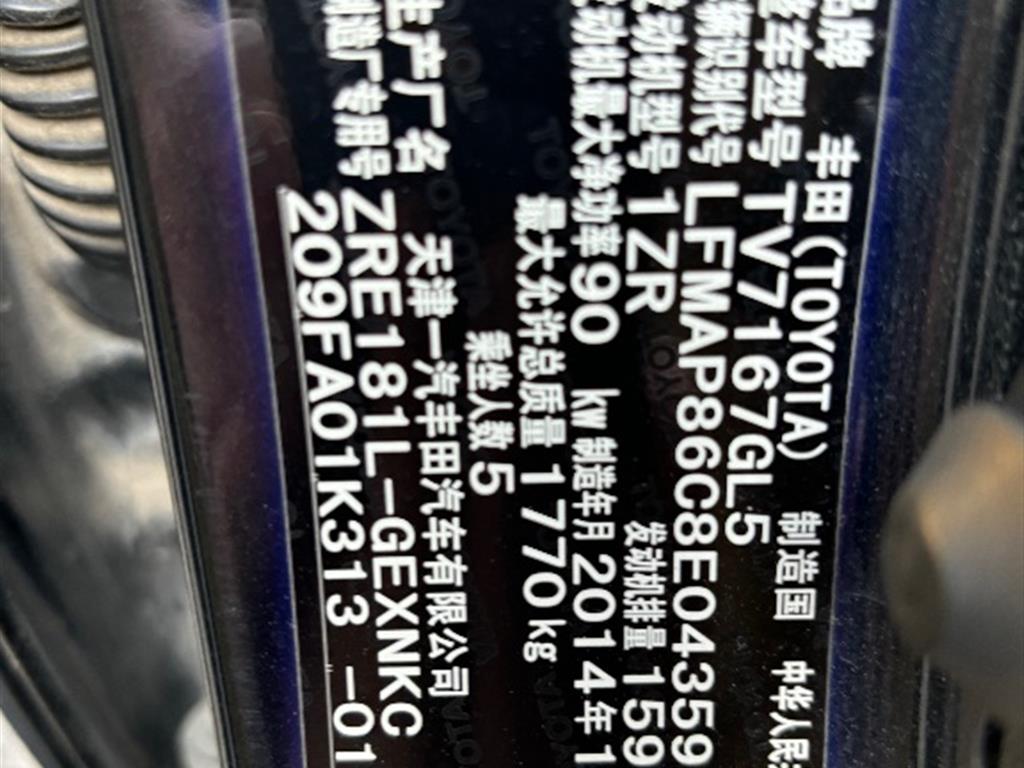 品牌 丰田(TOYOTA) 制造国 中华人民
整车型号 TV7167GL5
车辆识别代号 LFMAP86C8E04359
发动机型号 1ZR 发动机排量 159
发动机最大净功率 90 kw 制造年月 2014年1
最大允许总质量 1770kg
乘坐人数 5
生产厂名 天津一汽丰田汽车有限公司
制造厂专用号 ZRE181L-GEXNKC
209FA01K313 -01